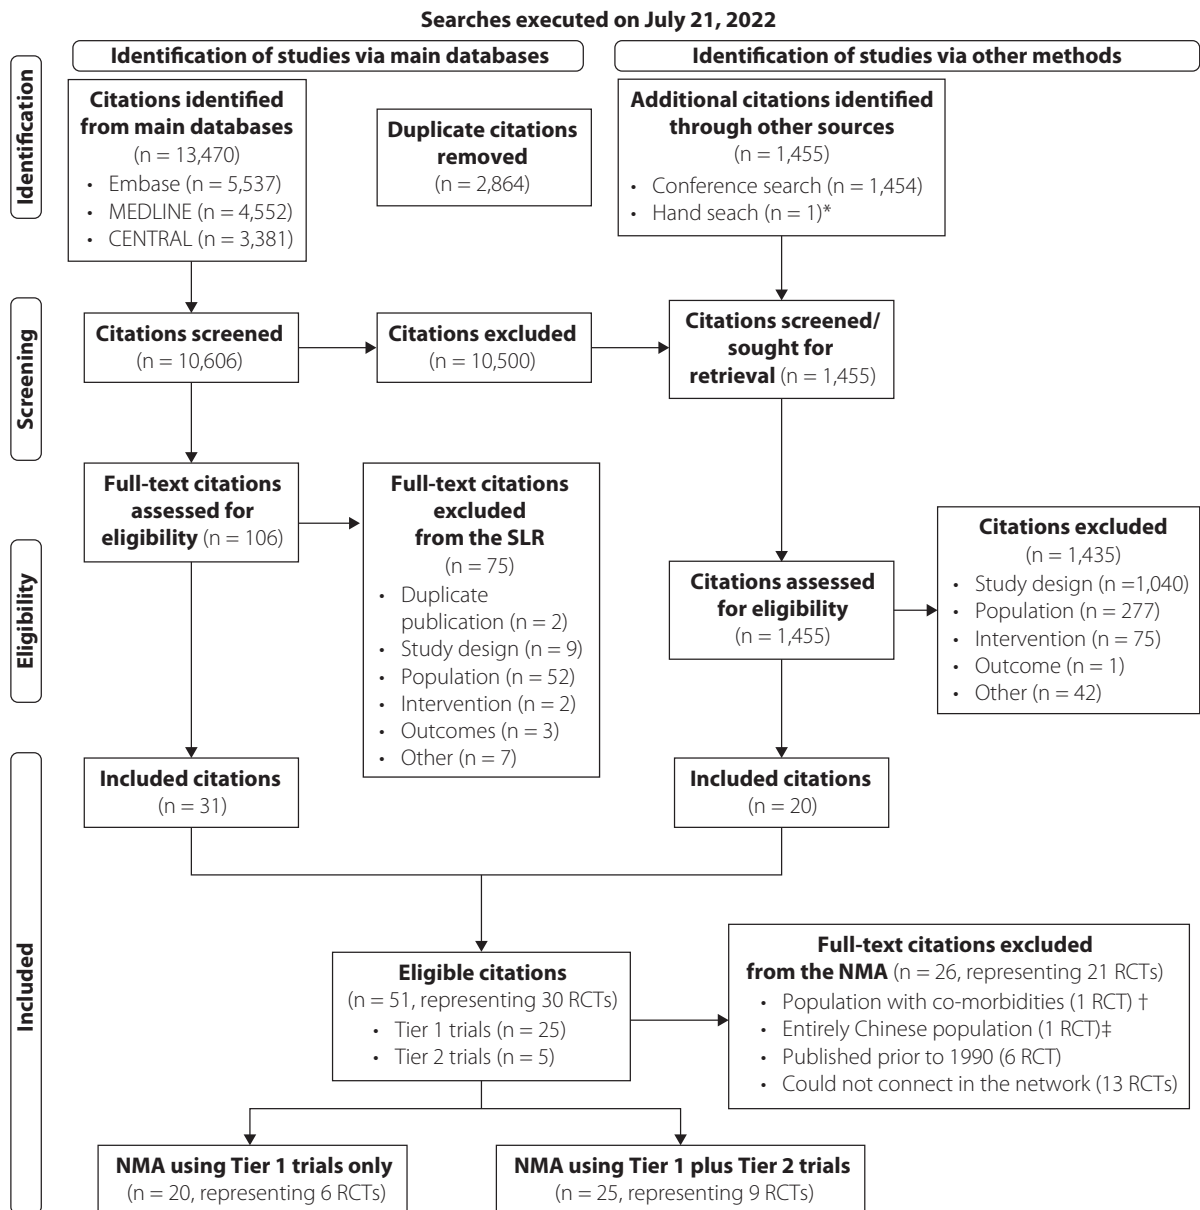 Searches executed on July 21, 2022
Identification of studies via main databases
Identification of studies via other methods
Identification
Citations identified
from main databases
(n = 13,470)
• Embase (n = 5,537)
• MEDLINE (n = 4,552)
• CENTRAL (n = 3,381)
Duplicate citations
removed
(n = 2,864)
Additional citations identified
through other sources
(n = 1,455)
• Conference search (n = 1,454)
• Hand seach (n = 1)*
Screening
Citations screened
(n = 10,606)
Citations excluded
(n = 10,500)
Citations screened/
sought for
retrieval (n = 1,455)
Eligibility
Full-text citations
assessed for
eligibility (n = 106)
Full-text citations
excluded
from the SLR
(n = 75)
• Duplicate
publication (n = 2)
• Study design (n = 9)
• Population (n = 52)
• Intervention (n = 2)
• Outcomes (n = 3)
• Other (n = 7)
Citations assessed
for eligibility
(n = 1,455)
Citations excluded
(n = 1,435)
• Study design (n =1,040)
• Population (n = 277)
• Intervention (n = 75)
• Outcome (n = 1)
• Other (n = 42)
Included
Included citations
(n = 31)
Included citations
(n = 20)
Eligible citations
(n = 51, representing 30 RCTs)
• Tier 1 trials (n = 25)
• Tier 2 trials (n = 5)
Full-text citations excluded
from the NMA (n = 26, representing 21 RCTs)
• Population with co-morbidities (1 RCT) †
• Entirely Chinese population (1 RCT)‡
• Published prior to 1990 (6 RCT)
• Could not connect in the network (13 RCTs)
NMA using Tier 1 trials only
(n = 20, representing 6 RCTs)
NMA using Tier 1 plus Tier 2 trials
(n = 25, representing 9 RCTs)